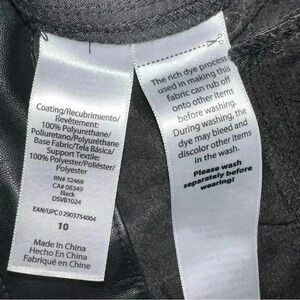 Coating/Recubrimiento/
Revêtement:
100% Polyurethane/
Poliuretano/Polyuréthane
Base Fabric/Tela Básica/
Support Textile:
100% Polyester/Poliéster/
Polyester
RN# 52469
CA# 08349
Black
DSVB1024
EAN/UPC 0 2903754004
10
Made In China
Hecho En China
Fabriqué en Chine
The rich dye process
used in making this
fabric can rub off
onto other items
before washing.
During washing, the
dye may bleed and
discolor other items
in the wash.
Please wash
separately before
wearing!